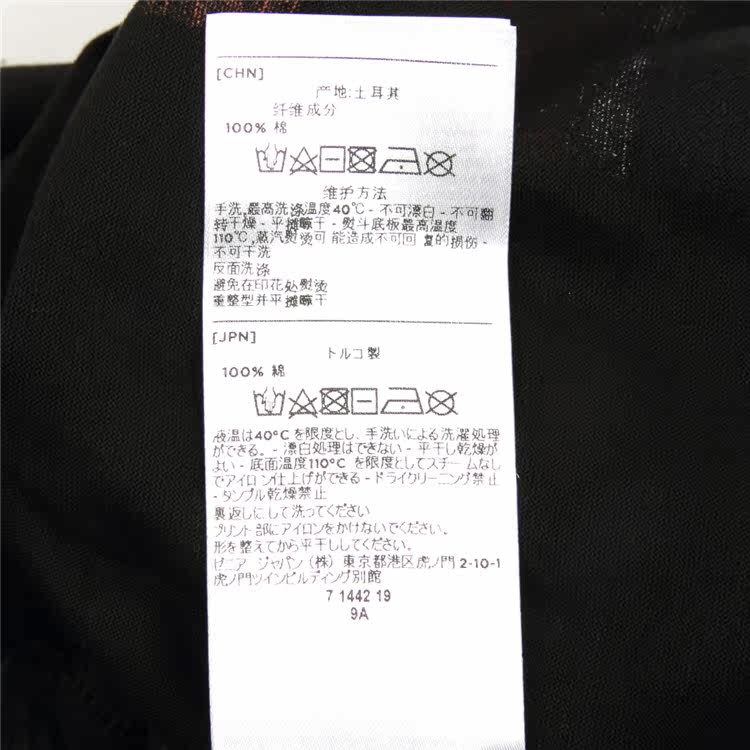 [CHN]
产地:土耳其
纤维成分
100% 棉
维护方法
手洗,最高洗涤温度40°C - 不可漂白 - 不可翻
转干燥 - 平摊晾干 - 熨斗底板最高温度
110°C,蒸汽熨烫可 能造成不可回 复的损伤 -
不可干洗
反面洗涤
避免在印花处熨烫
重整型并平摊晾干
[JPN]
トルコ製
100% 綿
液温は40°C を限度とし、手洗いによる洗濯処理
ができる。- 漂白処理はできない - 平干し乾燥が
よい - 底面温度110°C を限度としてスチームなし
でアイロン仕上げができる - ドライクリーニング禁止
- タンブル乾燥禁止
裏返しにして洗ってください
プリント部にアイロンをかけないでください。
形を整えてから平干ししてください。
ゼニア ジャパン (株) 東京都港区虎ノ門 2-10-1
虎ノ門ツインビルディング別館
7 1442 19
9A